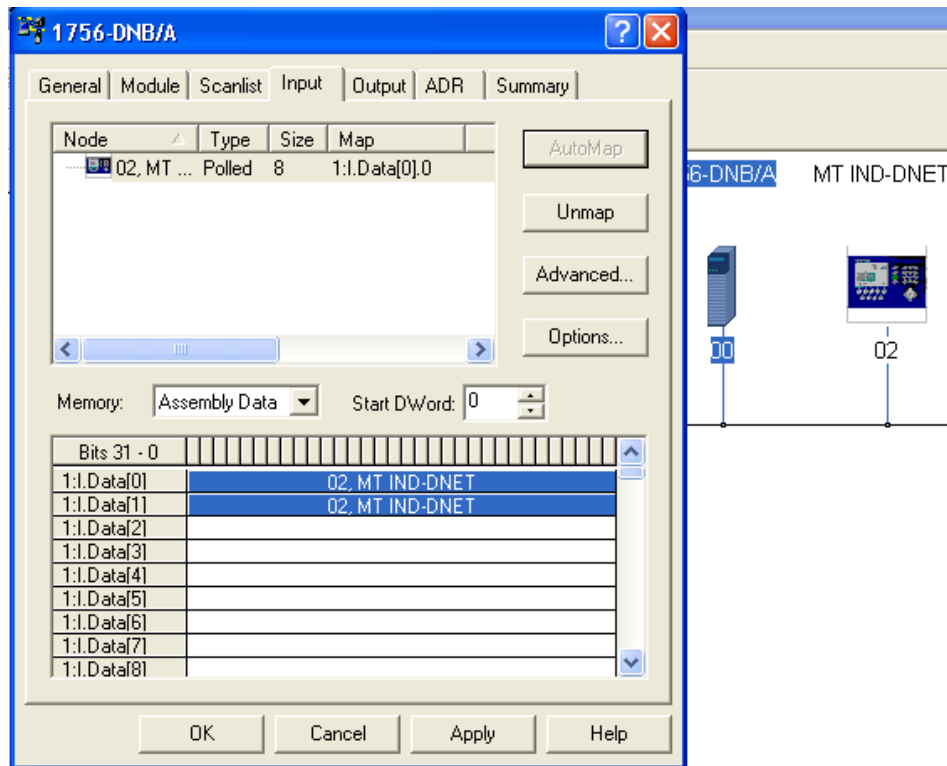 1756-DNB/A
General Module Scanlist Input Output ADR Summary
Node Type Size Map
02, MT ... Polled 8 1:I.Data[0].0
AutoMap
Unmap
Advanced...
Options...
Memory: Assembly Data Start DWord: 0
Bits 31 - 0
1:I.Data[0] 02, MT IND-DNET
1:I.Data[1] 02, MT IND-DNET
1:I.Data[2]
1:I.Data[3]
1:I.Data[4]
1:I.Data[5]
1:I.Data[6]
1:I.Data[7]
1:I.Data[8]
OK Cancel Apply Help
56-DNB/A MT IND-DNET
00 02